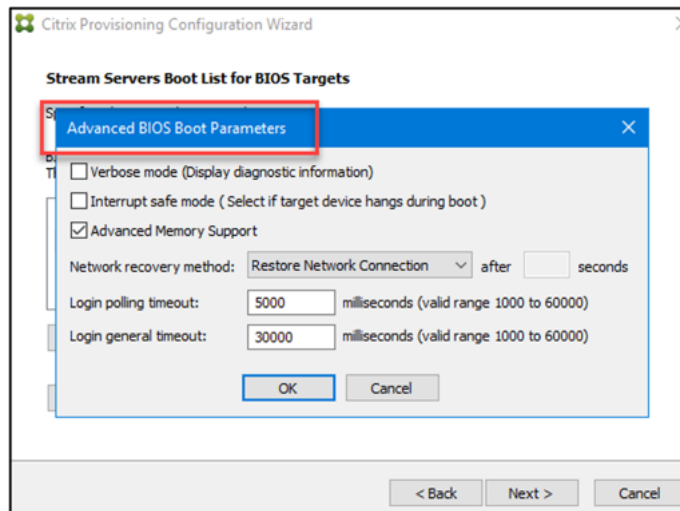 Citrix Provisioning Configuration Wizard
Stream Servers Boot List for BIOS Targets
Advanced BIOS Boot Parameters
Verbose mode (Display diagnostic information)
Interrupt safe mode ( Select if target device hangs during boot )
Advanced Memory Support
Network recovery method: Restore Network Connection after seconds
Login polling timeout: 5000 milliseconds (valid range 1000 to 60000)
Login general timeout: 30000 milliseconds (valid range 1000 to 60000)
OK Cancel
< Back Next > Cancel